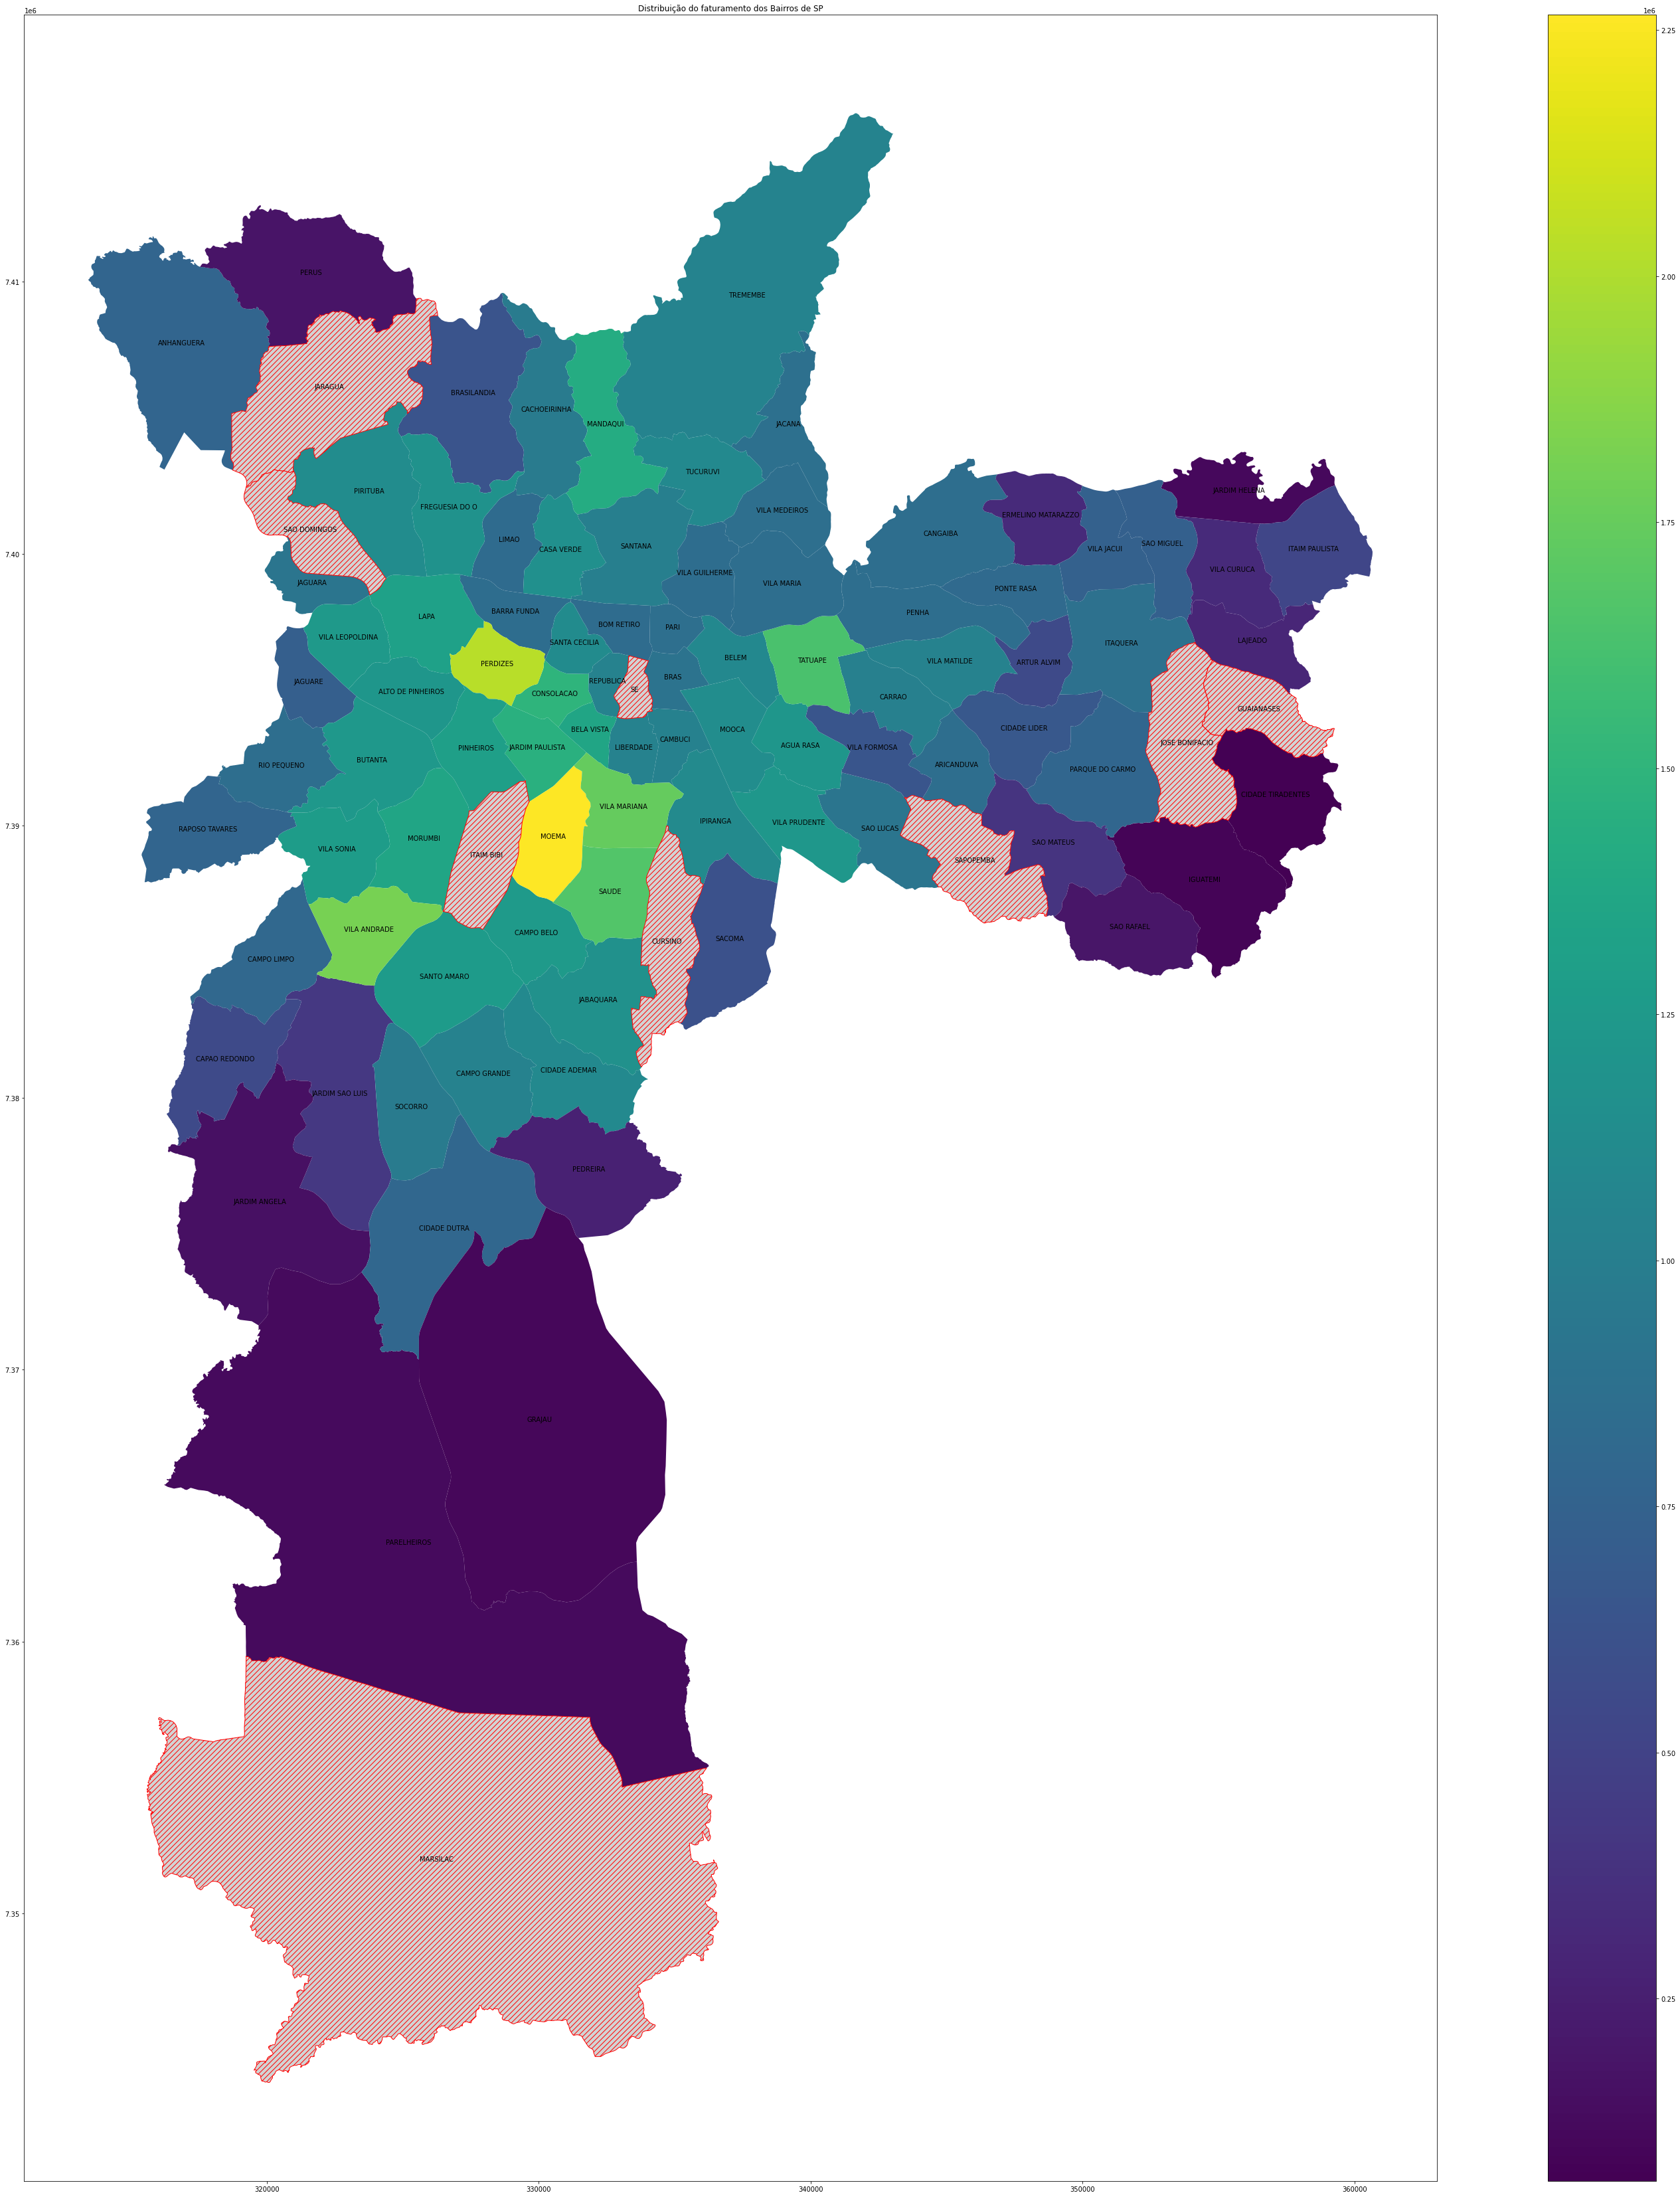 Distribuição do faturamento dos Bairros de SP
1e6
1e6
2.25
2.00
1.75
1.50
1.25
1.00
0.75
0.50
0.25
7.41
7.40
7.39
7.38
7.37
7.36
7.35
320000
330000
340000
350000
360000
PERUS
TREMEMBE
ANHANGUERA
JARAGUA
BRASILANDIA
CACHOEIRINHA
MANDAQUI
JACANA
TUCURUVI
PIRITUBA
JARDIM HELENA
FREGUESIA DO O
VILA MEDEIROS
ERMELINO MATARAZZO
SAO DOMINGOS
CANGAIBA
LIMAO
CASA VERDE
SANTANA
VILA JACUI
SAO MIGUEL
ITAIM PAULISTA
VILA GUILHERME
VILA CURUCA
JAGUARA
VILA MARIA
PONTE RASA
BARRA FUNDA
PENHA
LAPA
BOM RETIRO
PARI
VILA LEOPOLDINA
SANTA CECILIA
ITAQUERA
LAJEADO
PERDIZES
BELEM
TATUAPE
VILA MATILDE
ARTUR ALVIM
JAGUARE
REPUBLICA
BRAS
ALTO DE PINHEIROS
CONSOLACAO
SE
CARRAO
GUAIANASES
BELA VISTA
MOOCA
CIDADE LIDER
PINHEIROS
JARDIM PAULISTA
LIBERDADE
CAMBUCI
AGUA RASA
VILA FORMOSA
JOSE BONIFACIO
BUTANTA
RIO PEQUENO
ARICANDUVA
PARQUE DO CARMO
CIDADE TIRADENTES
VILA MARIANA
RAPOSO TAVARES
MORUMBI
MOEMA
IPIRANGA
VILA PRUDENTE
SAO LUCAS
VILA SONIA
ITAIM BIBI
SAPOPEMBA
SAO MATEUS
IGUATEMI
SAUDE
VILA ANDRADE
CAMPO BELO
CURSINO
SACOMA
SAO RAFAEL
CAMPO LIMPO
SANTO AMARO
JABAQUARA
CAPAO REDONDO
CAMPO GRANDE
CIDADE ADEMAR
JARDIM SAO LUIS
SOCORRO
PEDREIRA
JARDIM ANGELA
CIDADE DUTRA
GRAJAU
PARELHEIROS
MARSILAC